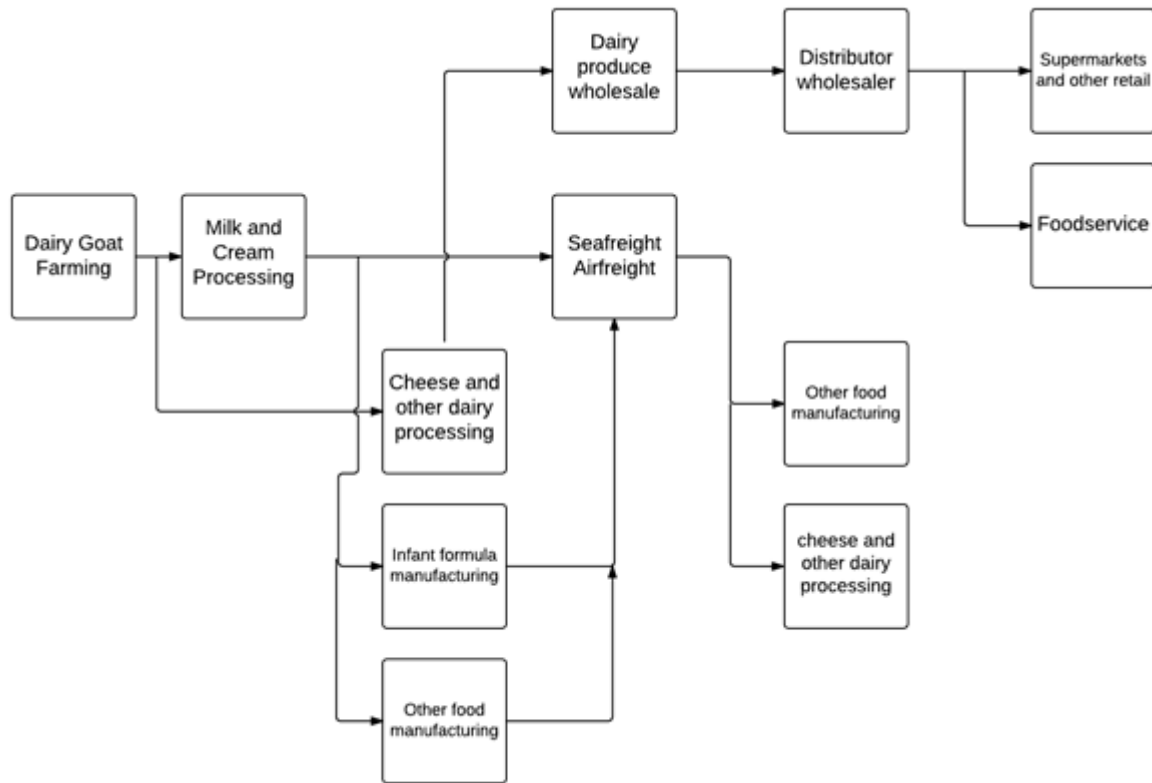 Dairy
produce
wholesale
Distributor
wholesaler
Supermarkets
and other retail
Foodservice
Dairy Goat
Farming
Milk and
Cream
Processing
Seafreight
Airfreight
Cheese and
other dairy
processing
Other food
manufacturing
Infant formula
manufacturing
cheese and
other dairy
processing
Other food
manufacturing